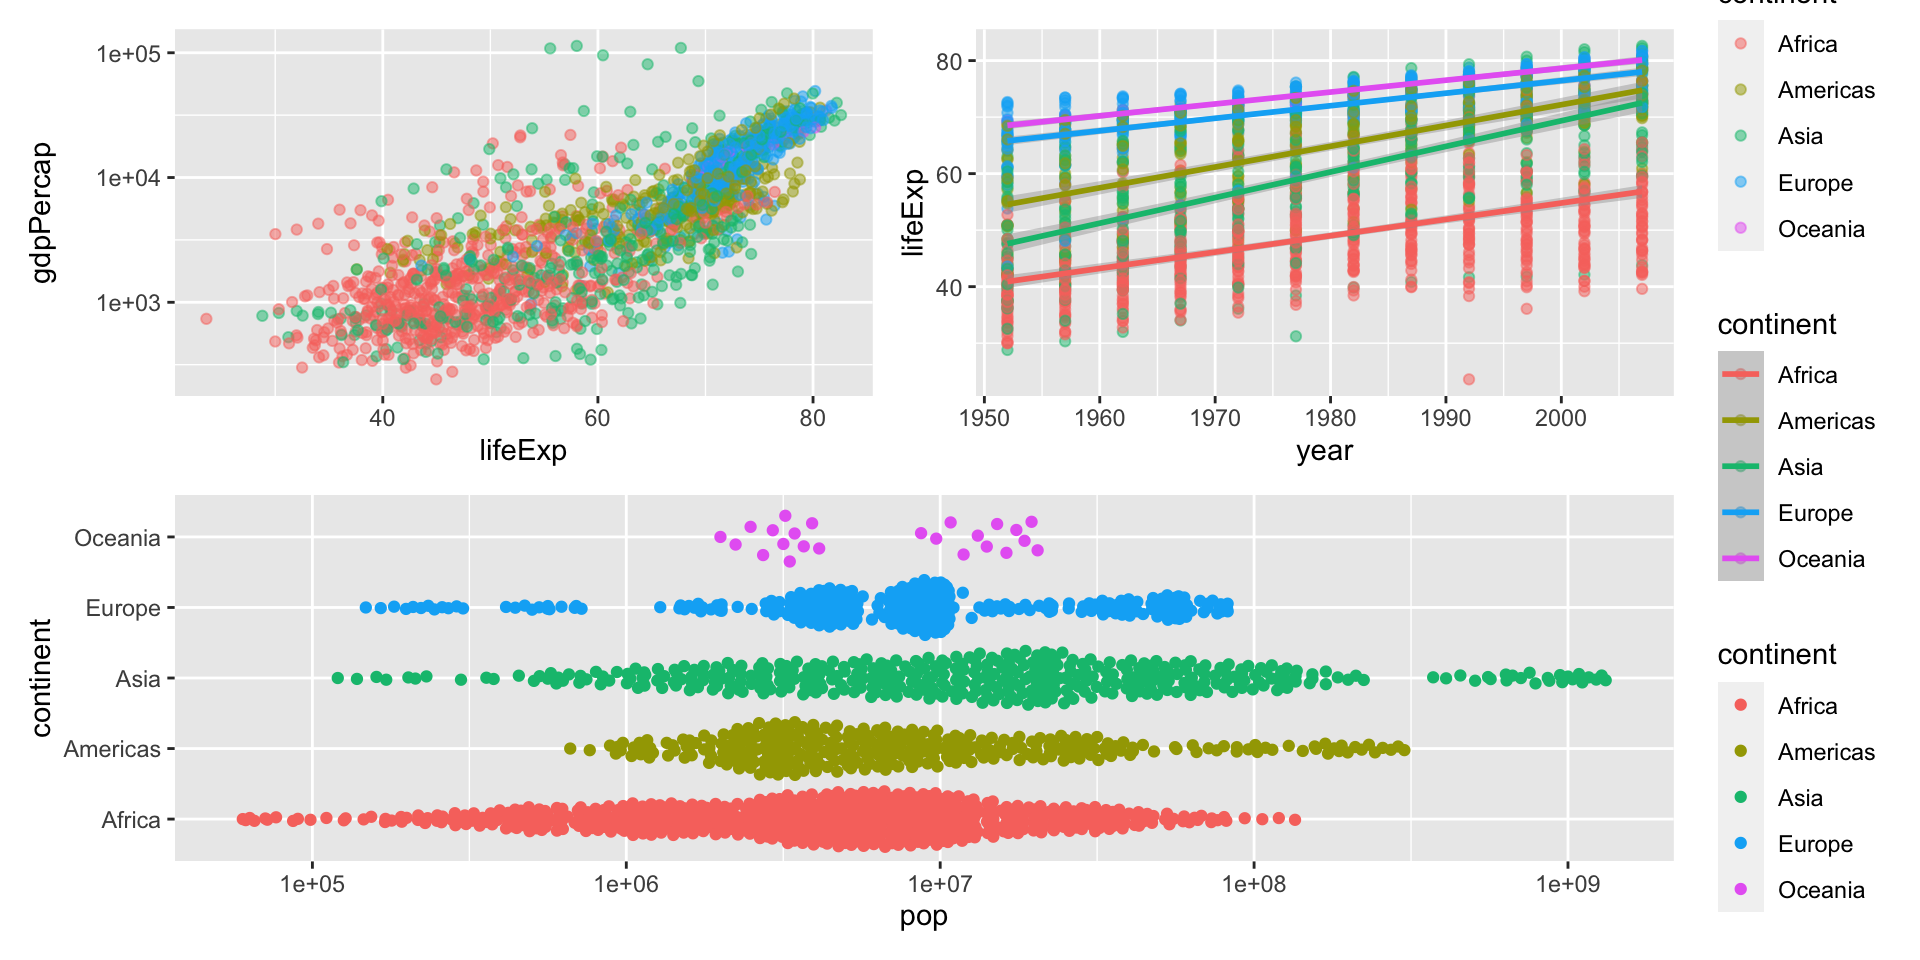 continent
Africa
Americas
Asia
Europe
Oceania
1e+05
1e+04
1e+03
gdpPercap
40 60 80
lifeExp
80
60
40
lifeExp
1950 1960 1970 1980 1990 2000
year
continent
Africa
Americas
Asia
Europe
Oceania
Oceania
Europe
Asia
Americas
Africa
continent
1e+05 1e+06 1e+07 1e+08 1e+09
pop
continent
Africa
Americas
Asia
Europe
Oceania